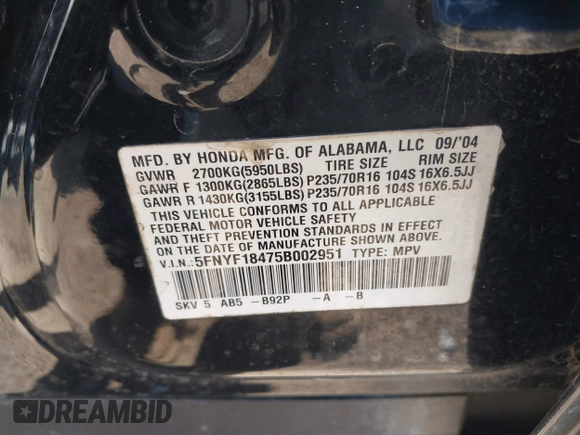 MFD. BY HONDA MFG. OF ALABAMA, LLC 09/'04
GVWR 2700KG(5950LBS) TIRE SIZE RIM SIZE
GAWR F 1300KG(2865LBS) P235/70R16 104S 16X6.5JJ
GAWR R 1430KG(3155LBS) P235/70R16 104S 16X6.5JJ
THIS VEHICLE CONFORMS TO ALL APPLICABLE
FEDERAL MOTOR VEHICLE SAFETY AND
THEFT PREVENTION STANDARDS IN EFFECT
ON THE DATE OF MANUFACTURE SHOWN ABOVE.
V.I.N.: 5FNYF18475B002951 TYPE: MPV
SKV 5 AB5 -B92P -A -B
DREAMBID